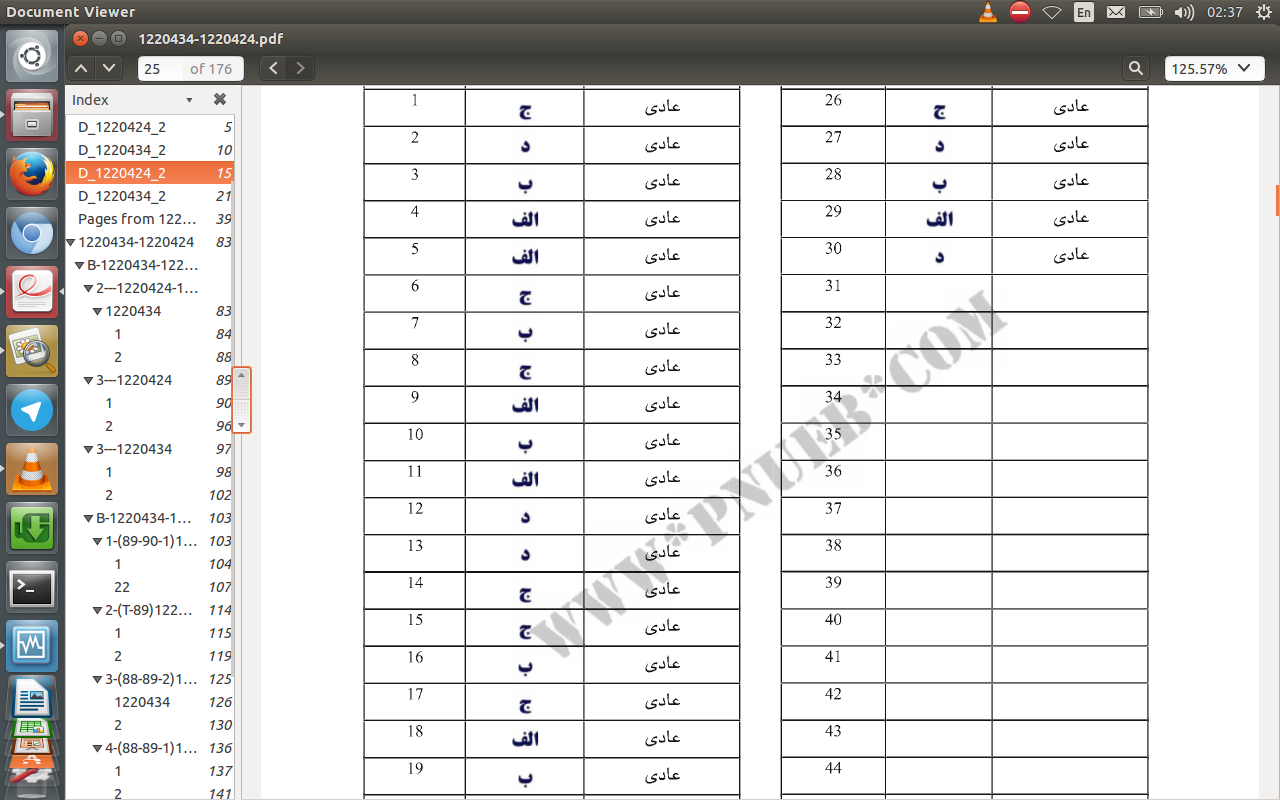 Document Viewer
En
02:37
1220434-1220424.pdf
25 of 176
125.57%
Index
D_1220424_2 5
D_1220434_2 10
D_1220424_2 15
D_1220434_2 21
Pages from 122... 39
1220434-1220424 83
B-1220434-122...
2---1220424-1...
1220434 83
1 84
2 88
3---1220424 89
1 90
2 96
3---1220434 97
1 98
2 102
B-1220434-1... 103
1-(89-90-1)1... 103
1 104
22 107
2-(T-89)122... 114
1 115
2 119
3-(88-89-2)1... 125
1220434 126
2 130
4-(88-89-1)1... 136
1 137
2 141
1 ج عادی
2 د عادی
3 ب عادی
4 الف عادی
5 الف عادی
6 ج عادی
7 ب عادی
8 ج عادی
9 الف عادی
10 ب عادی
11 الف عادی
12 د عادی
13 د عادی
14 ج عادی
15 ج عادی
16 ب عادی
17 ج عادی
18 الف عادی
19 ب عادی
26 ج عادی
27 د عادی
28 ب عادی
29 الف عادی
30 د عادی
31
32
33
34
35
36
37
38
39
40
41
42
43
44
WWW*PNUEB*COM